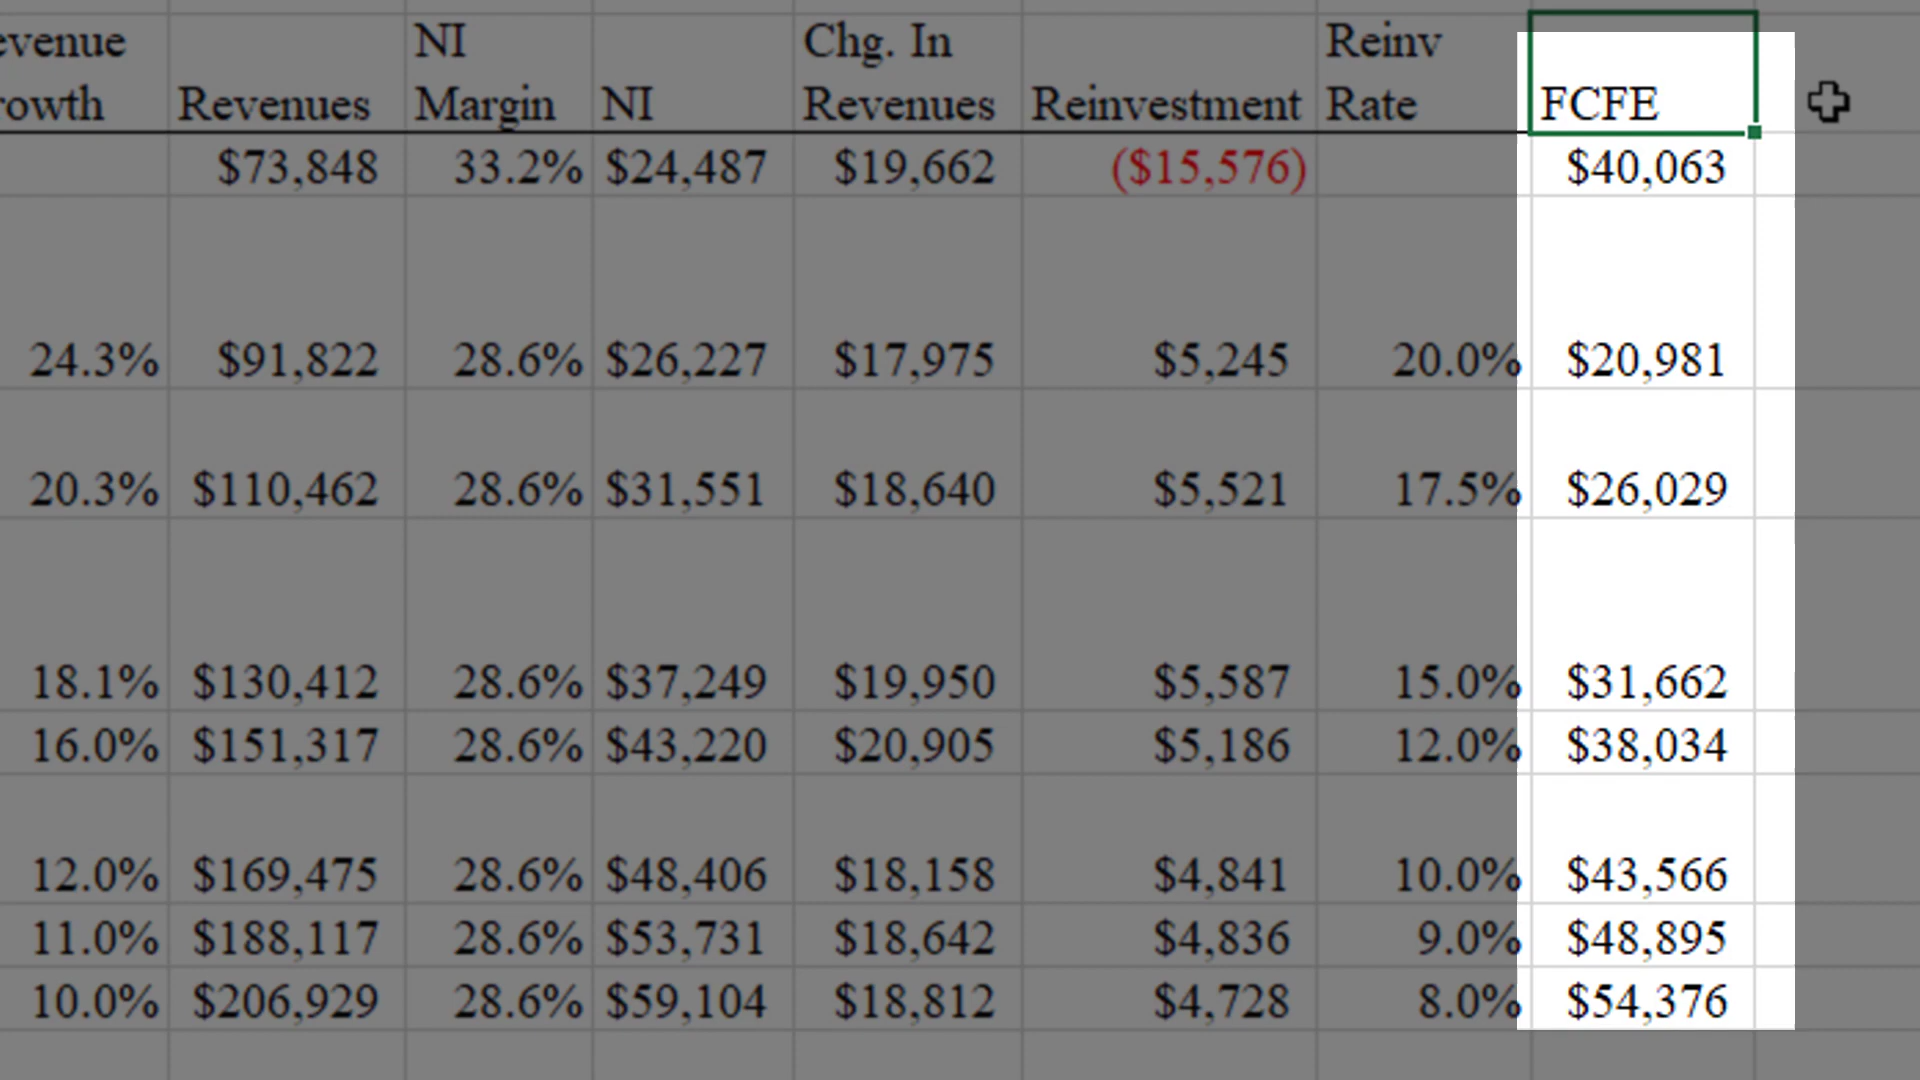 evenue NI Chg. In Reinv
rowth Revenues Margin NI Revenues Reinvestment Rate FCFE
$73,848 33.2% $24,487 $19,662 ($15,576) $40,063
24.3% $91,822 28.6% $26,227 $17,975 $5,245 20.0% $20,981
20.3% $110,462 28.6% $31,551 $18,640 $5,521 17.5% $26,029
18.1% $130,412 28.6% $37,249 $19,950 $5,587 15.0% $31,662
16.0% $151,317 28.6% $43,220 $20,905 $5,186 12.0% $38,034
12.0% $169,475 28.6% $48,406 $18,158 $4,841 10.0% $43,566
11.0% $188,117 28.6% $53,731 $18,642 $4,836 9.0% $48,895
10.0% $206,929 28.6% $59,104 $18,812 $4,728 8.0% $54,376